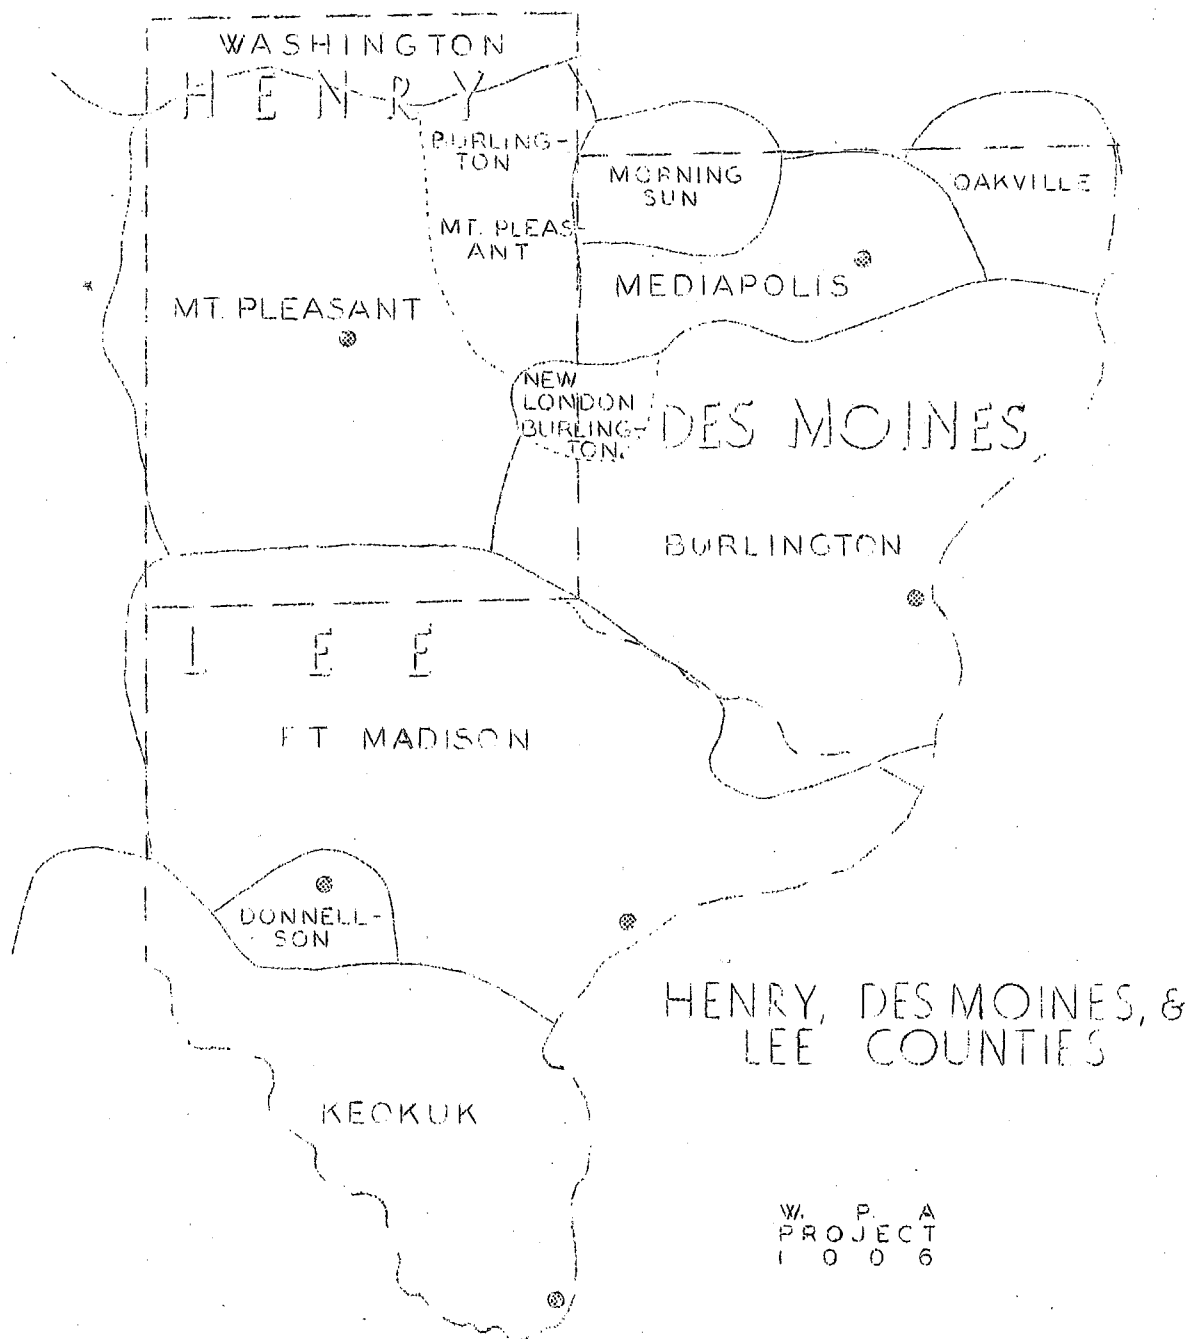 WASHINGTON
HENRY
BURLING-
TON
MORNING
SUN
OAKVILLE
MT. PLEAS-
ANT
MEDIAPOLIS
MT. PLEASANT
NEW
LONDON
BURLING-
TON.
DES MOINES
BURLINGTON
LEE
FT MADISON
DONNELL-
SON
HENRY, DES MOINES, &
LEE COUNTIES
KEOKUK
W. P. A
PROJECT
1006